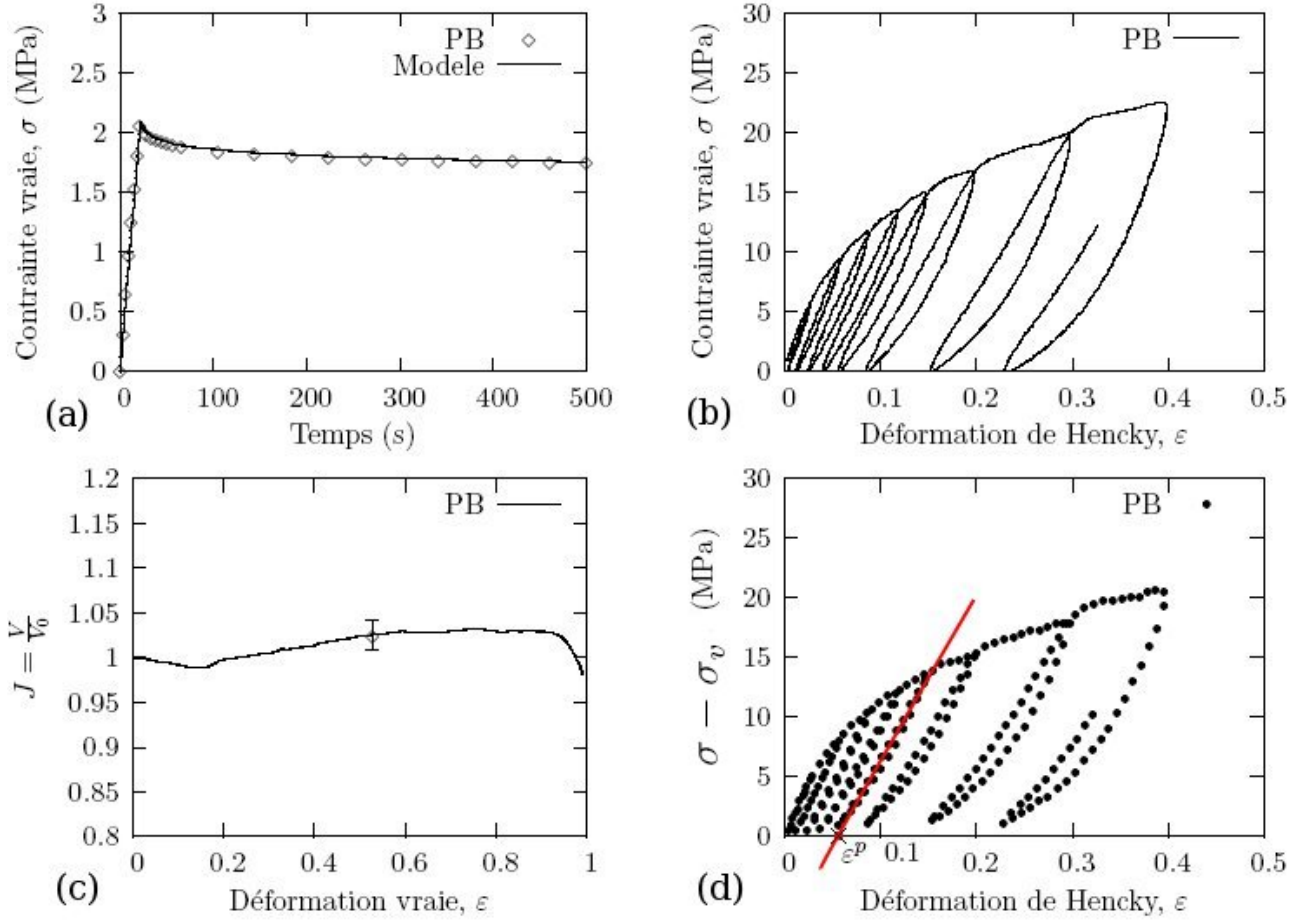 3
2.5
2
1.5
1
0.5
0
Contrainte vraie, σ (MPa)
PB
Modele
0 100 200 300 400 500
(a)
Temps (s)
30
25
20
15
10
5
0
Contrainte vraie, σ (MPa)
PB
0 0.1 0.2 0.3 0.4 0.5
(b)
Déformation de Hencky, ε
1.2
1.15
1.1
1.05
1
0.95
0.9
0.85
0.8
J = V/V₀
PB
0 0.2 0.4 0.6 0.8 1
(c)
Déformation vraie, ε
30
25
20
15
10
5
0
σ − σᵥ (MPa)
PB
0 εᵖ 0.1 0.2 0.3 0.4 0.5
(d)
Déformation de Hencky, ε